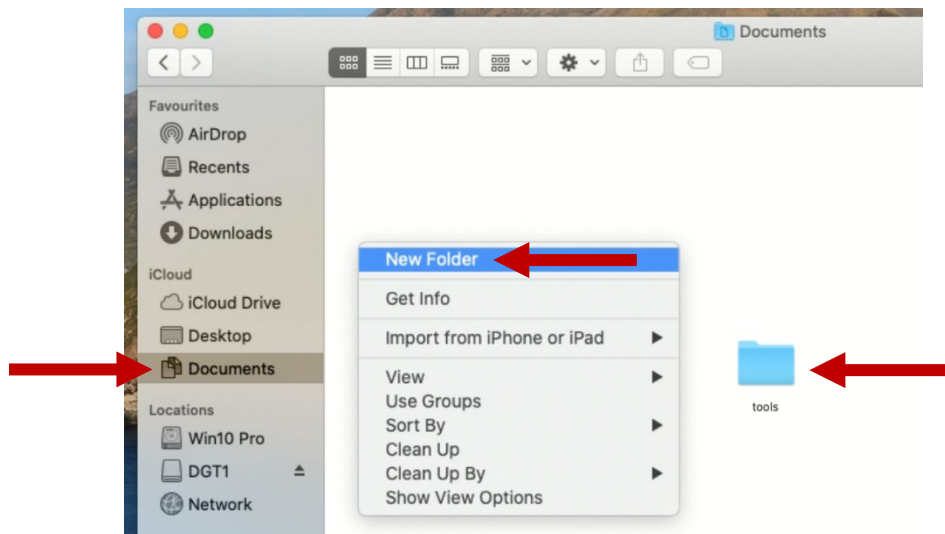 Documents
Favourites
AirDrop
Recents
Applications
Downloads
iCloud
iCloud Drive
Desktop
Documents
Locations
Win10 Pro
DGT1
Network
New Folder
Get Info
Import from iPhone or iPad
View
Use Groups
Sort By
Clean Up
Clean Up By
Show View Options
tools